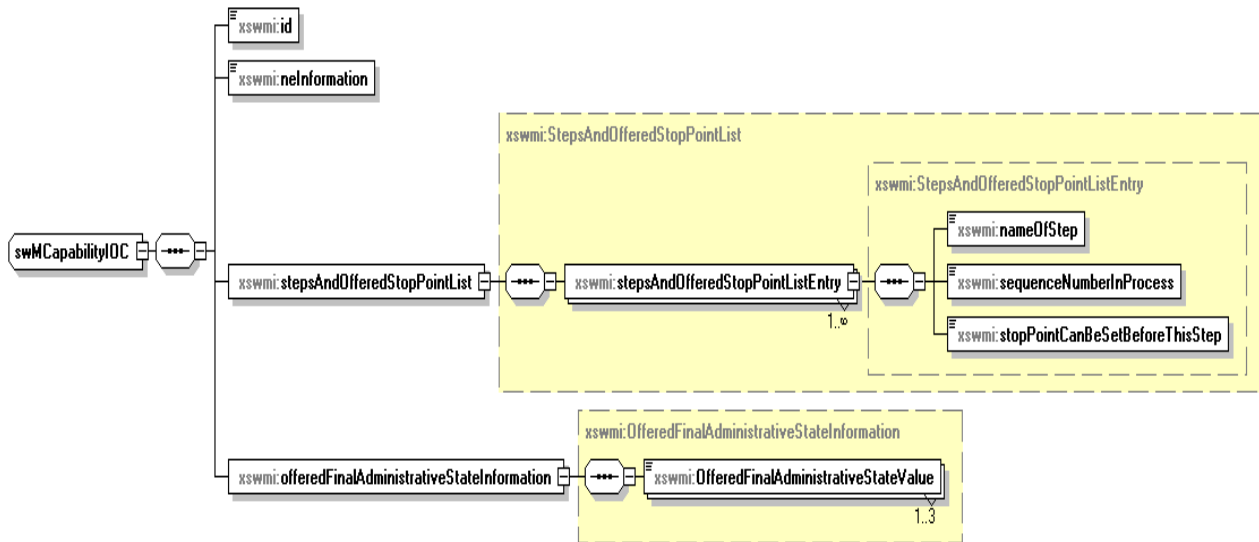 xswmi:id
xswmi:neInformation
xswmi:StepsAndOfferedStopPointList
xswmi:StepsAndOfferedStopPointListEntry
xswmi:nameOfStep
swMCapabilityIOC
xswmi:stepsAndOfferedStopPointList
xswmi:stepsAndOfferedStopPointListEntry
xswmi:sequenceNumberInProcess
1..∞
xswmi:stopPointCanBeSetBeforeThisStep
xswmi:OfferedFinalAdministrativeStateInformation
xswmi:offeredFinalAdministrativeStateInformation
xswmi:OfferedFinalAdministrativeStateValue
1..3